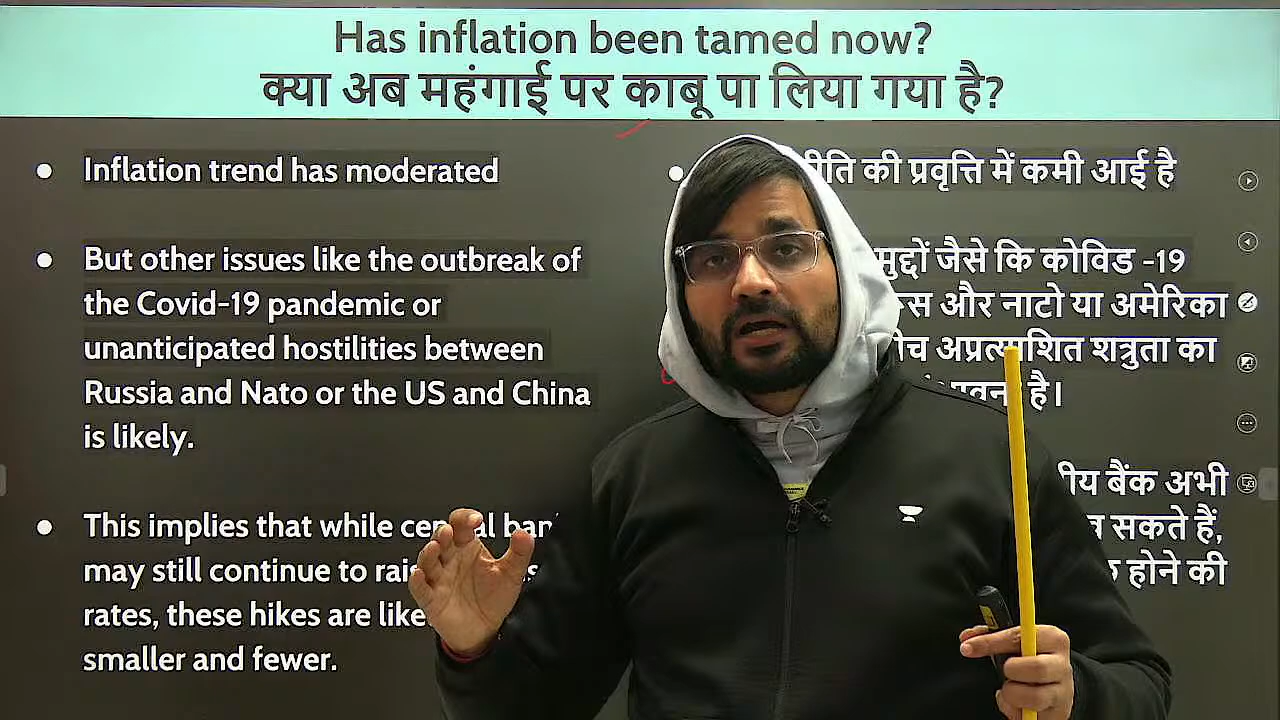 Has inflation been tamed now?
क्या अब महंगाई पर काबू पा लिया गया है?
Inflation trend has moderated
But other issues like the outbreak of
the Covid-19 pandemic or
unanticipated hostilities between
Russia and Nato or the US and China
is likely.
This implies that while
may still continue to
rates, these hikes are
smaller and fewer.
की प्रवृत्ति में कमी आई है
मुद्दों जैसे कि कोविड -19
और नाटो या अमेरिका
अप्रत्याशित शत्रुता का
है।
बैंक अभी
सकते हैं,
होने की